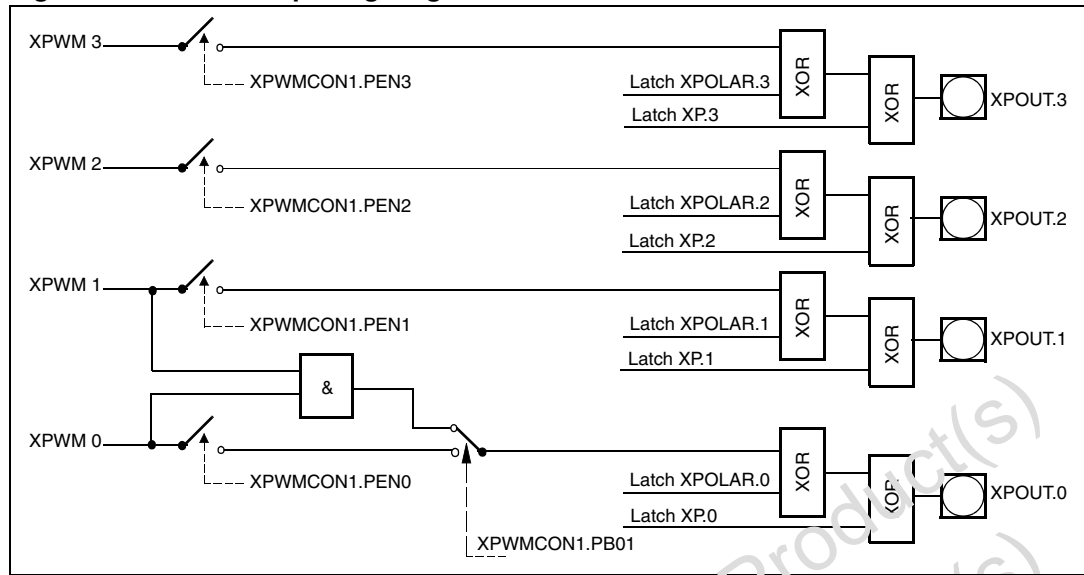 XPWM 3
XPWMCON1.PEN3
Latch XPOLAR.3
Latch XP.3
XOR
XOR
XPOUT.3
XPWM 2
XPWMCON1.PEN2
Latch XPOLAR.2
Latch XP.2
XOR
XOR
XPOUT.2
XPWM 1
XPWMCON1.PEN1
Latch XPOLAR.1
Latch XP.1
XOR
XOR
XPOUT.1
&
XPWM 0
XPWMCON1.PEN0
Latch XPOLAR.0
Latch XP.0
XOR
XOR
XPOUT.0
XPWMCON1.PB01
Product(s)